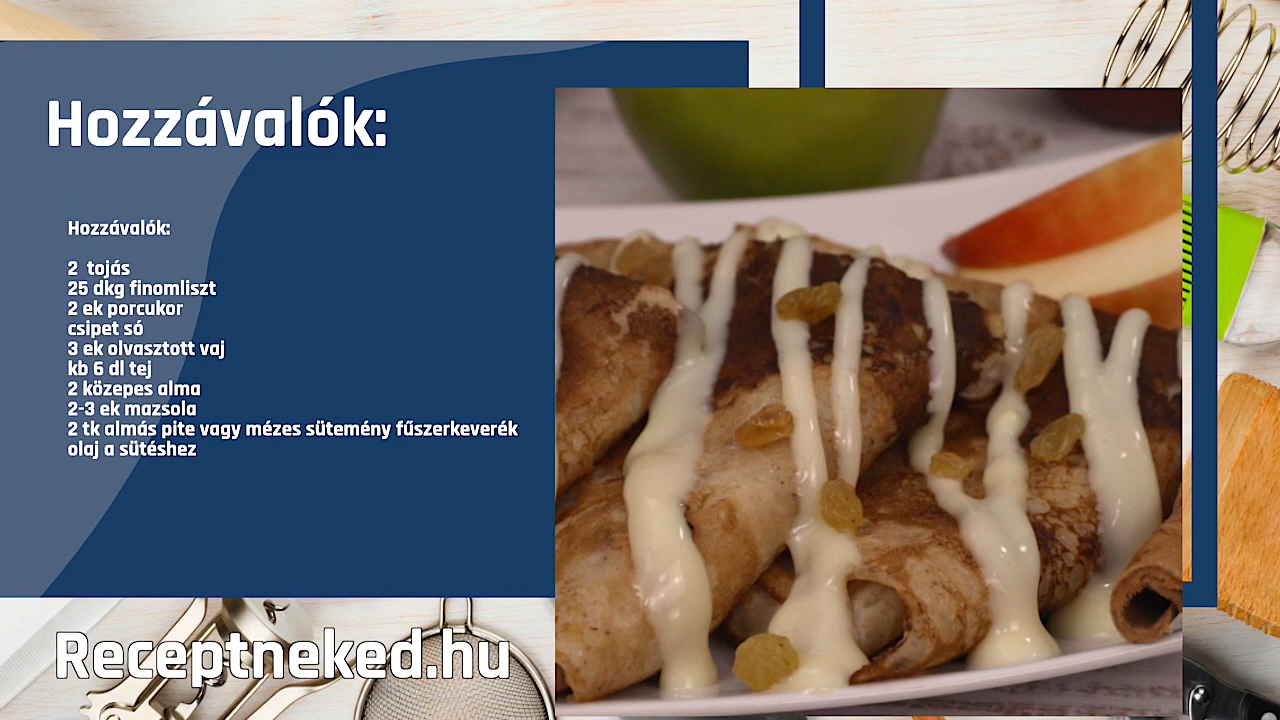 Hozzávalók:
Hozzávalók:
2 tojás
25 dkg finomliszt
2 ek porcukor
csipet só
3 ek olvasztott vaj
kb 6 dl tej
2 közepes alma
2-3 ek mazsola
2 tk almás pite vagy mézes sütemény fűszerkeverék
olaj a sütéshez
Receptneked.hu